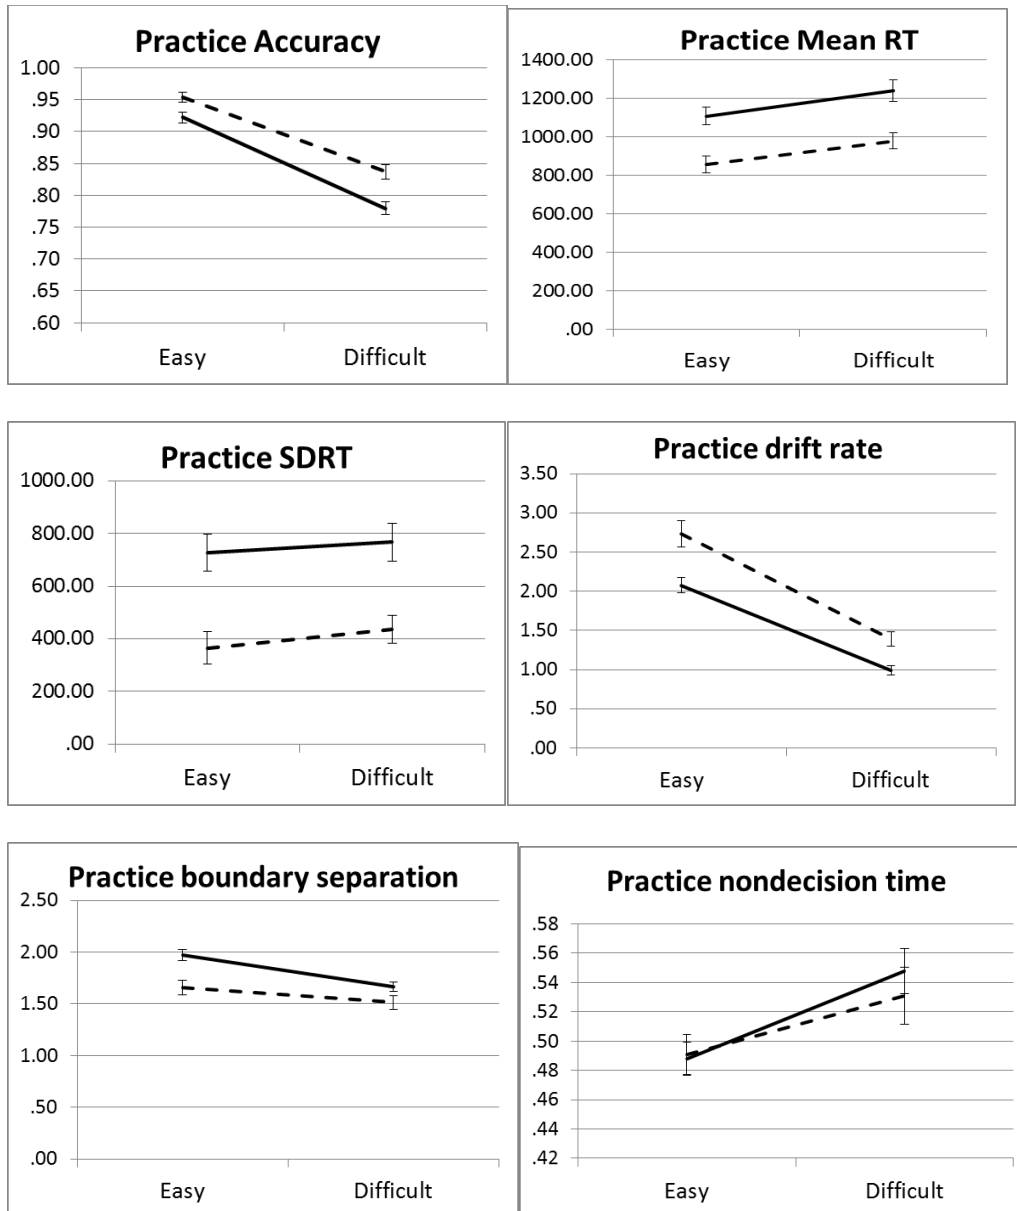 Practice Accuracy
1.00
.95
.90
.85
.80
.75
.70
.65
.60
Easy
Difficult
Practice Mean RT
1400.00
1200.00
1000.00
800.00
600.00
400.00
200.00
.00
Easy
Difficult
Practice SDRT
1000.00
800.00
600.00
400.00
200.00
.00
Easy
Difficult
Practice drift rate
3.50
3.00
2.50
2.00
1.50
1.00
.50
.00
Easy
Difficult
Practice boundary separation
2.50
2.00
1.50
1.00
.50
.00
Easy
Difficult
Practice nondecision time
.58
.56
.54
.52
.50
.48
.46
.44
.42
Easy
Difficult